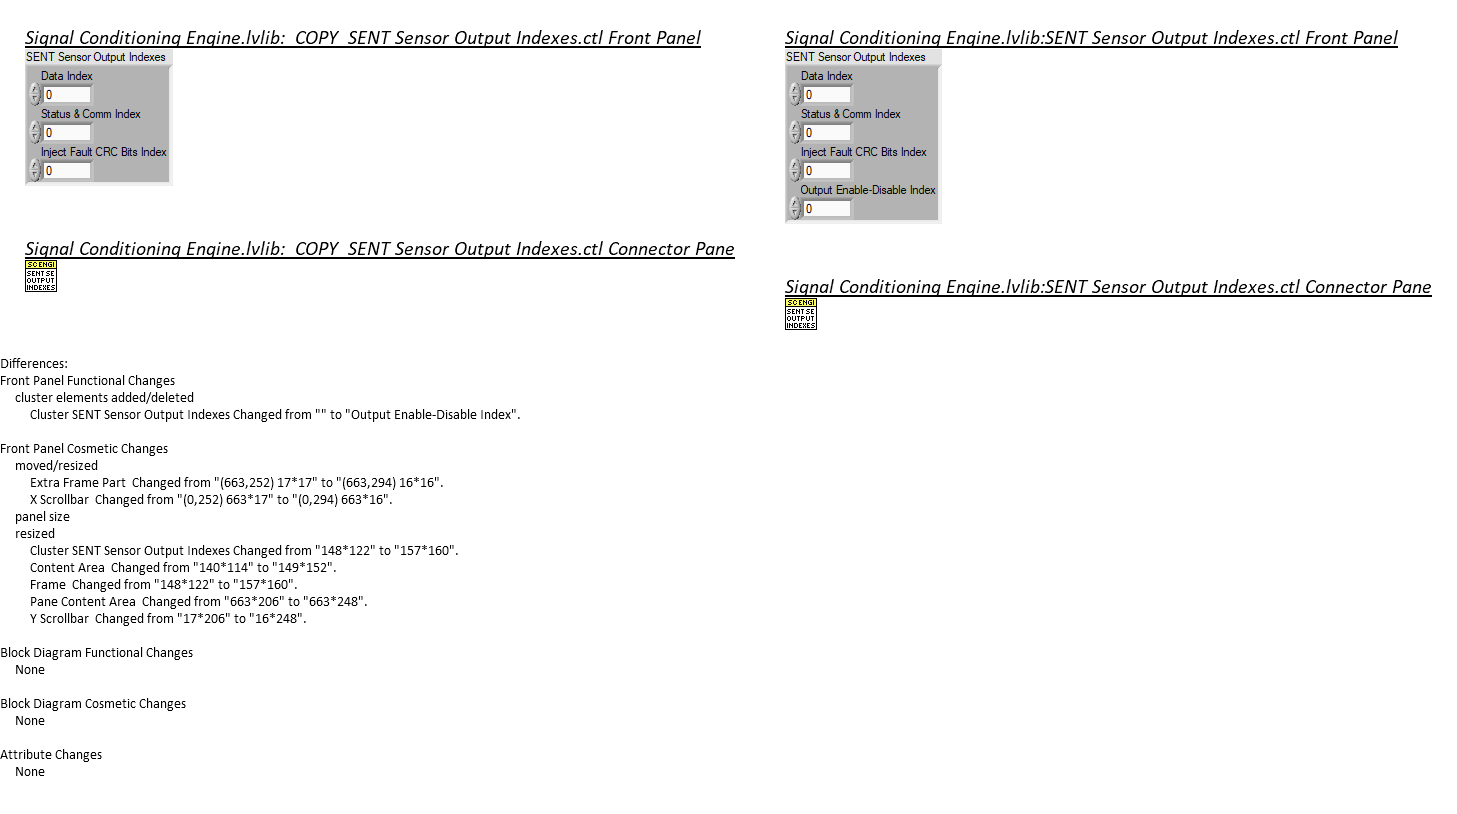 Signal Conditioning Engine.lvlib:  COPY  SENT Sensor Output Indexes.ctl Front Panel
SENT Sensor Output Indexes
Data Index
0
Status & Comm Index
0
Inject Fault CRC Bits Index
0
Signal Conditioning Engine.lvlib:  COPY  SENT Sensor Output Indexes.ctl Connector Pane
SC ENGI
SENT SE
OUTPUT
INDEXES
Signal Conditioning Engine.lvlib:SENT Sensor Output Indexes.ctl Front Panel
SENT Sensor Output Indexes
Data Index
0
Status & Comm Index
0
Inject Fault CRC Bits Index
0
Output Enable-Disable Index
0
Signal Conditioning Engine.lvlib:SENT Sensor Output Indexes.ctl Connector Pane
SC ENGI
SENT SE
OUTPUT
INDEXES
Differences:
Front Panel Functional Changes
cluster elements added/deleted
Cluster SENT Sensor Output Indexes Changed from "" to "Output Enable-Disable Index".
Front Panel Cosmetic Changes
moved/resized
Extra Frame Part  Changed from "(663,252) 17*17" to "(663,294) 16*16".
X Scrollbar  Changed from "(0,252) 663*17" to "(0,294) 663*16".
panel size
resized
Cluster SENT Sensor Output Indexes Changed from "148*122" to "157*160".
Content Area  Changed from "140*114" to "149*152".
Frame  Changed from "148*122" to "157*160".
Pane Content Area  Changed from "663*206" to "663*248".
Y Scrollbar  Changed from "17*206" to "16*248".
Block Diagram Functional Changes
None
Block Diagram Cosmetic Changes
None
Attribute Changes
None